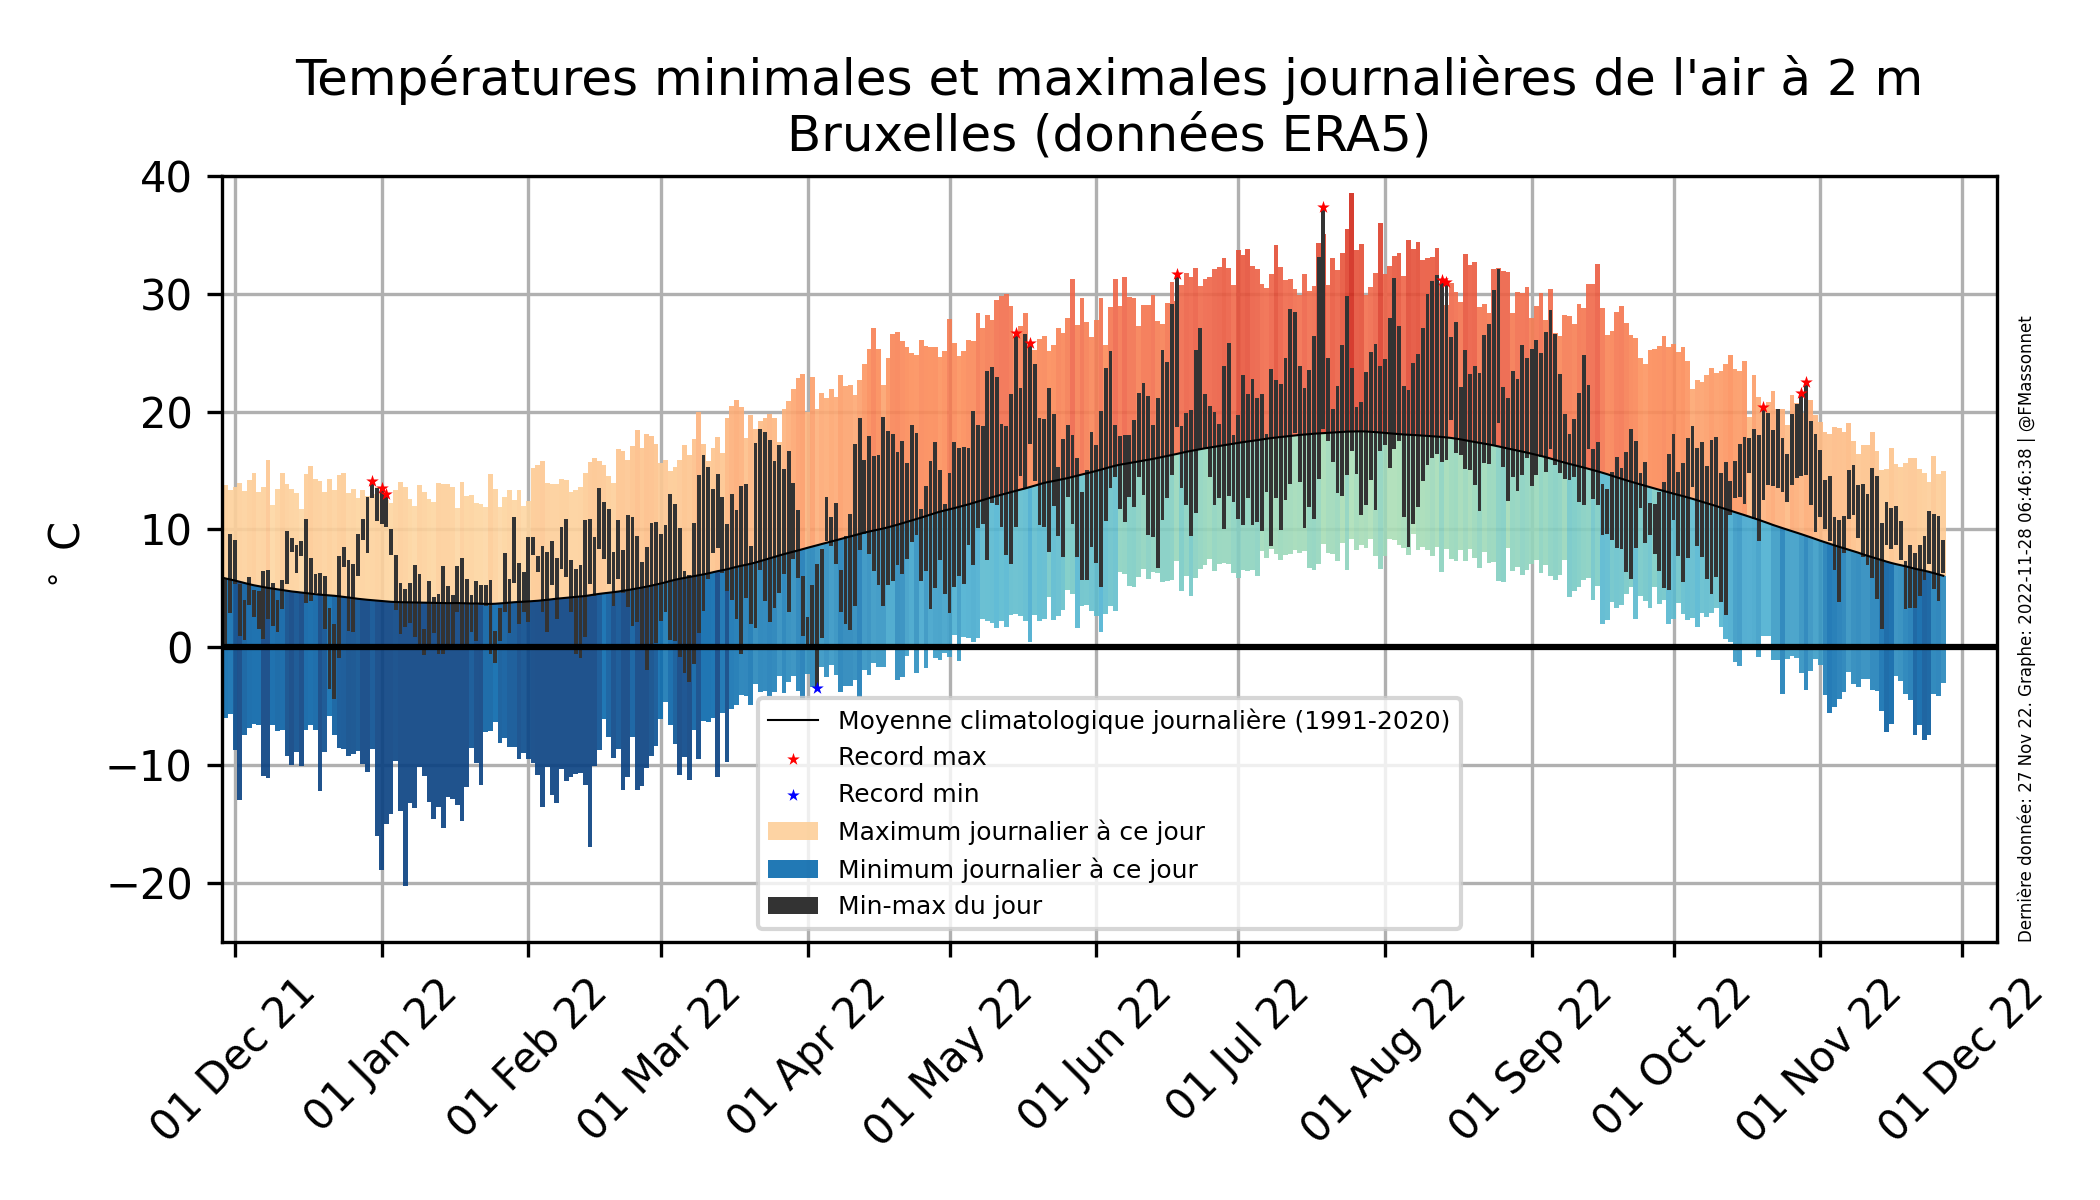 Températures minimales et maximales journalières de l'air à 2 m
Bruxelles (données ERA5)
40
30
20
10
0
−10
−20
° C
Moyenne climatologique journalière (1991-2020)
Record max
Record min
Maximum journalier à ce jour
Minimum journalier à ce jour
Min-max du jour
01 Dec 21
01 Jan 22
01 Feb 22
01 Mar 22
01 Apr 22
01 May 22
01 Jun 22
01 Jul 22
01 Aug 22
01 Sep 22
01 Oct 22
01 Nov 22
01 Dec 22
Dernière donnée: 27 Nov 22. Graphe: 2022-11-28 06:46:38 | @FMassonnet